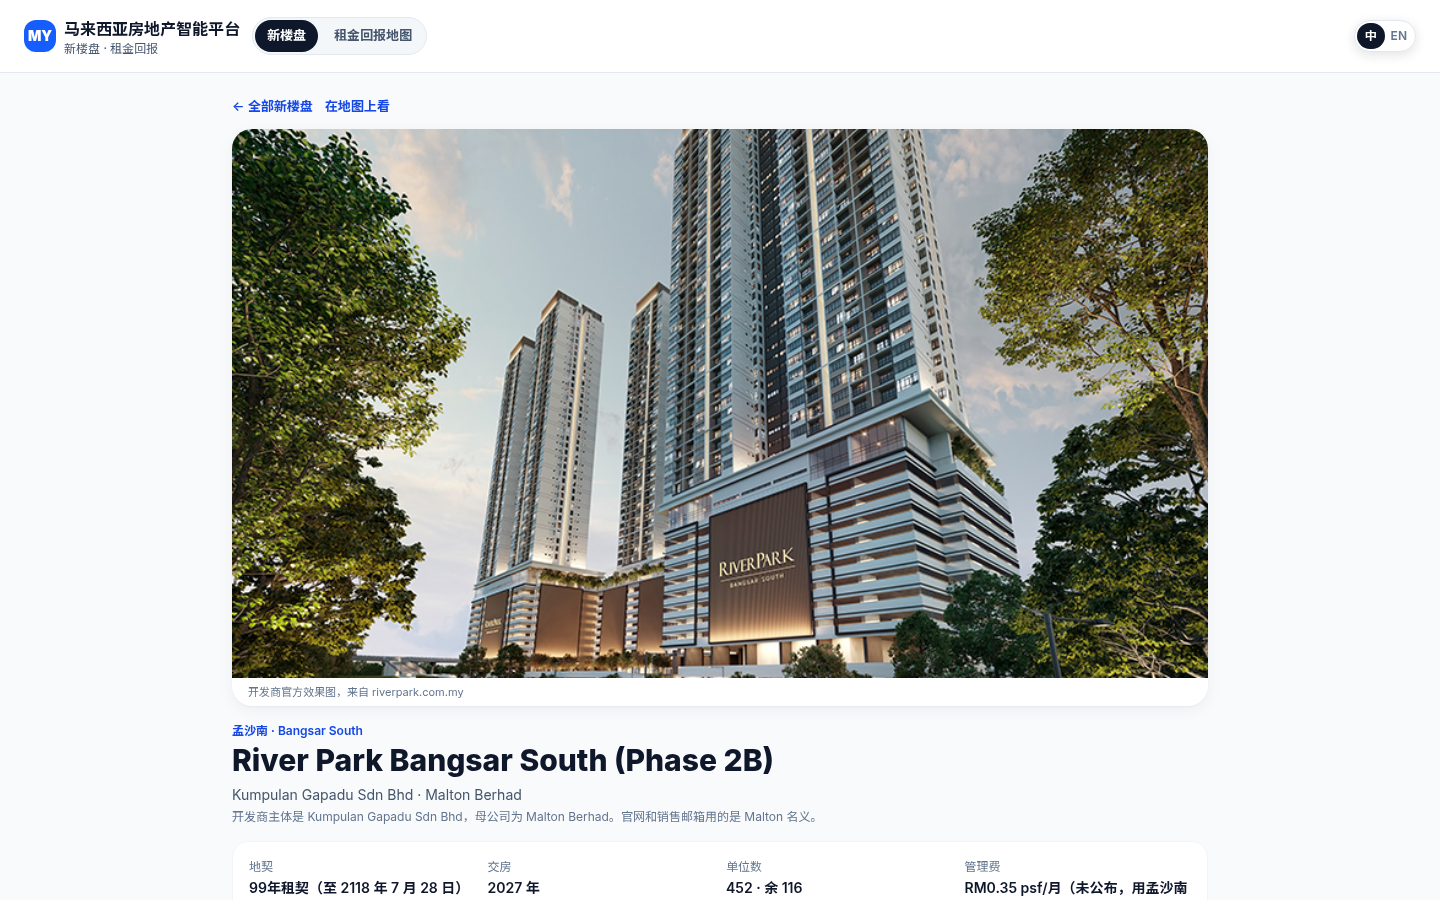 MY
马来西亚房地产智能平台
新楼盘 · 租金回报
新楼盘
租金回报地图
中
EN
← 全部新楼盘
在地图上看
RIVERPARK
BANGSAR SOUTH
开发商官方效果图，来自 riverpark.com.my
孟沙南 · Bangsar South
River Park Bangsar South (Phase 2B)
Kumpulan Gapadu Sdn Bhd · Malton Berhad
开发商主体是 Kumpulan Gapadu Sdn Bhd，母公司为 Malton Berhad。官网和销售邮箱用的是 Malton 名义。
地契
交房
单位数
管理费
99年租契（至 2118 年 7 月 28 日）
2027 年
452 · 余 116
RM0.35 psf/月（未公布，用孟沙南